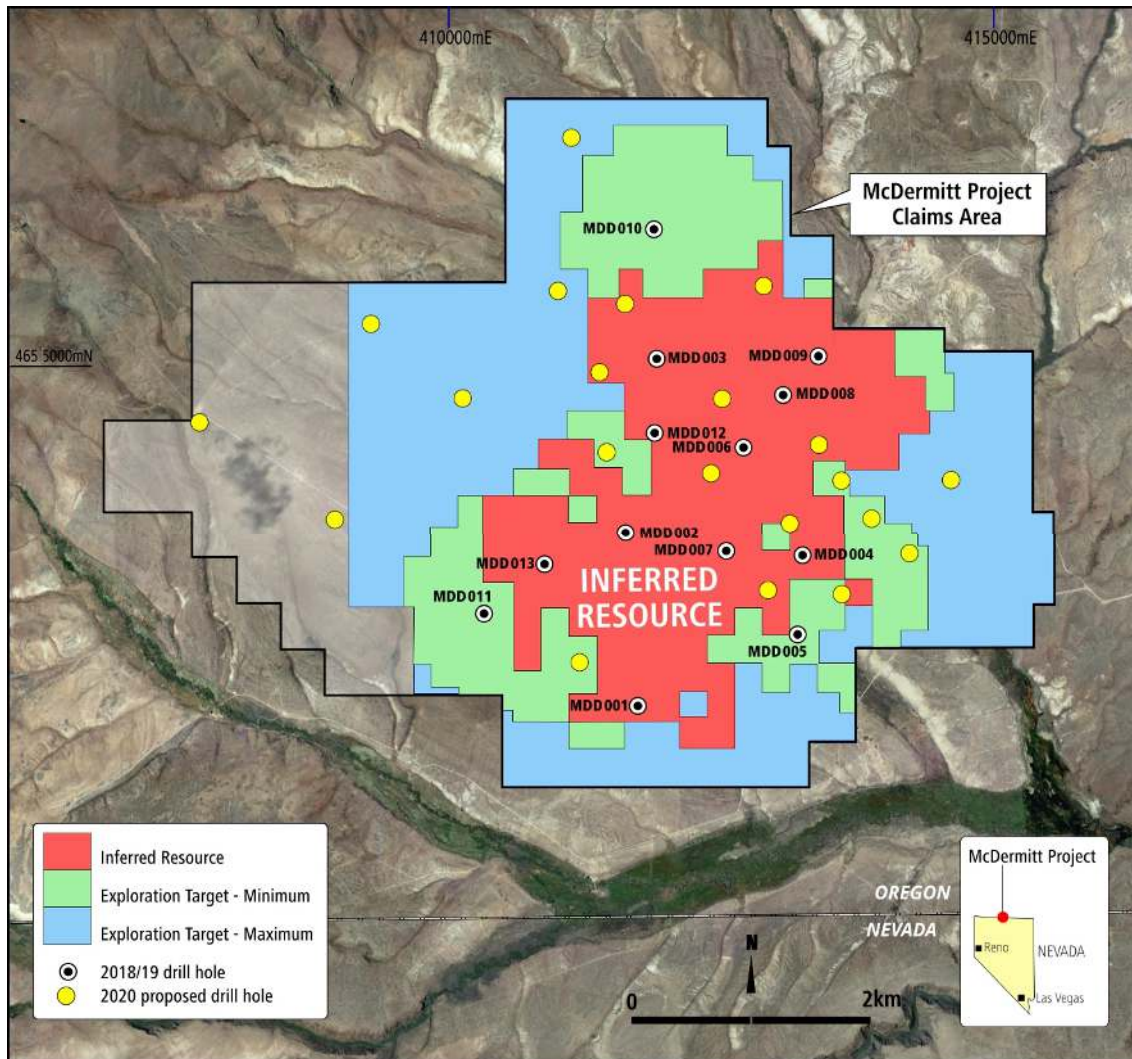 410000mE
415000mE
McDermitt Project
Claims Area
MDD010
465 5000mN
MDD003
MDD009
MDD008
MDD012
MDD006
MDD002
MDD007
MDD004
MDD013
INFERRED
RESOURCE
MDD011
MDD005
MDD001
Inferred Resource
Exploration Target - Minimum
Exploration Target - Maximum
2018/19 drill hole
2020 proposed drill hole
OREGON
NEVADA
N
0
2km
McDermitt Project
Reno
NEVADA
Las Vegas